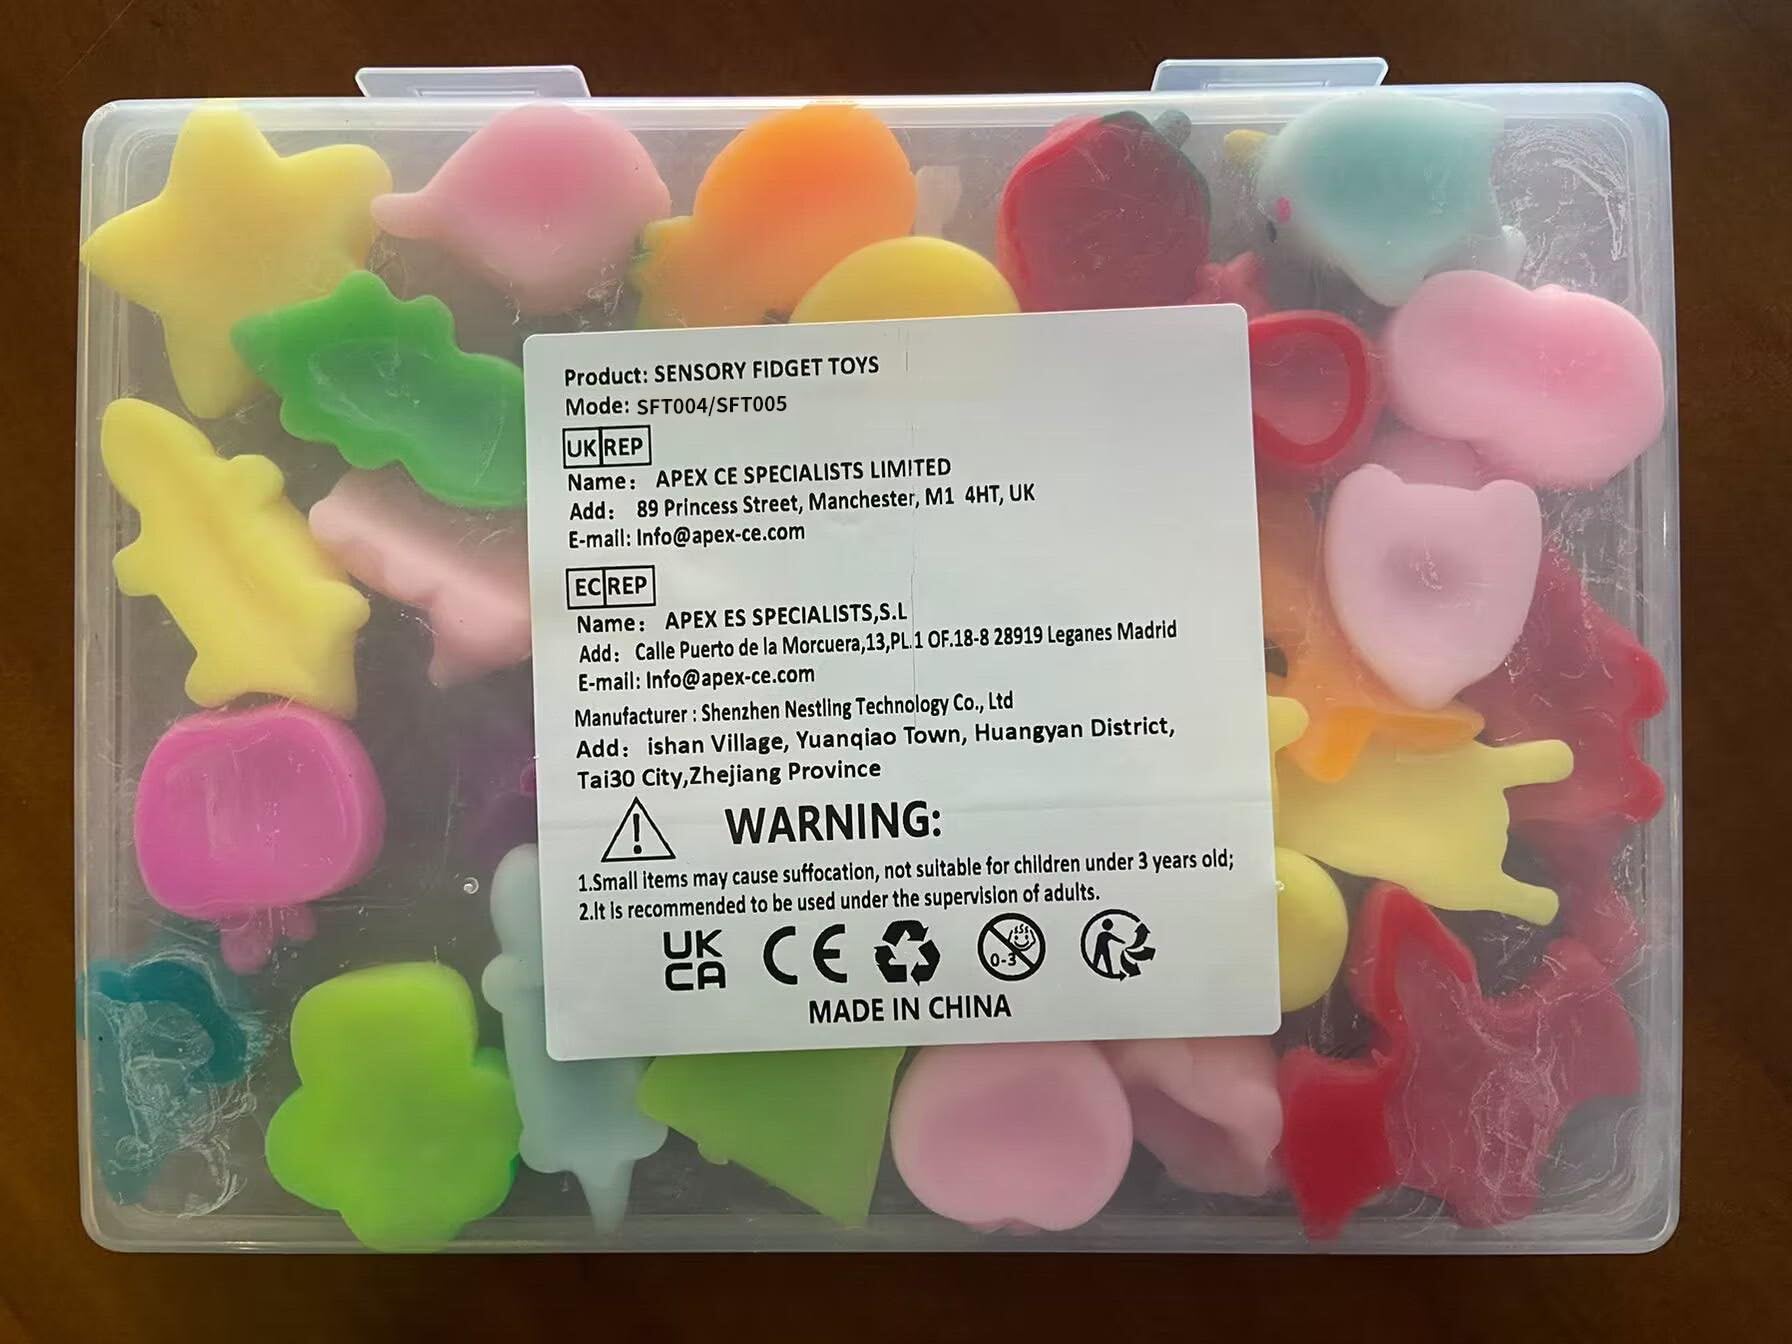 Product: SENSORY FIDGET TOYS
Mode: SFT004/SFT005
UK REP
Name: APEX CE SPECIALISTS LIMITED
Add: 89 Princess Street, Manchester, M1 4HT, UK
E-mail: Info@apex-ce.com
EC REP
Name: APEX ES SPECIALISTS,S.L
Add: Calle Puerto de la Morcuera,13,PL.1 OF.18-8 28919 Leganes Madrid
E-mail: Info@apex-ce.com
Manufacturer : Shenzhen Nestling Technology Co., Ltd
Add: ishan Village, Yuanqiao Town, Huangyan District,
Tai30 City,Zhejiang Province
WARNING:
1.Small items may cause suffocation, not suitable for children under 3 years old;
2.It is recommended to be used under the supervision of adults.
UK
CA
CE
0-3
MADE IN CHINA